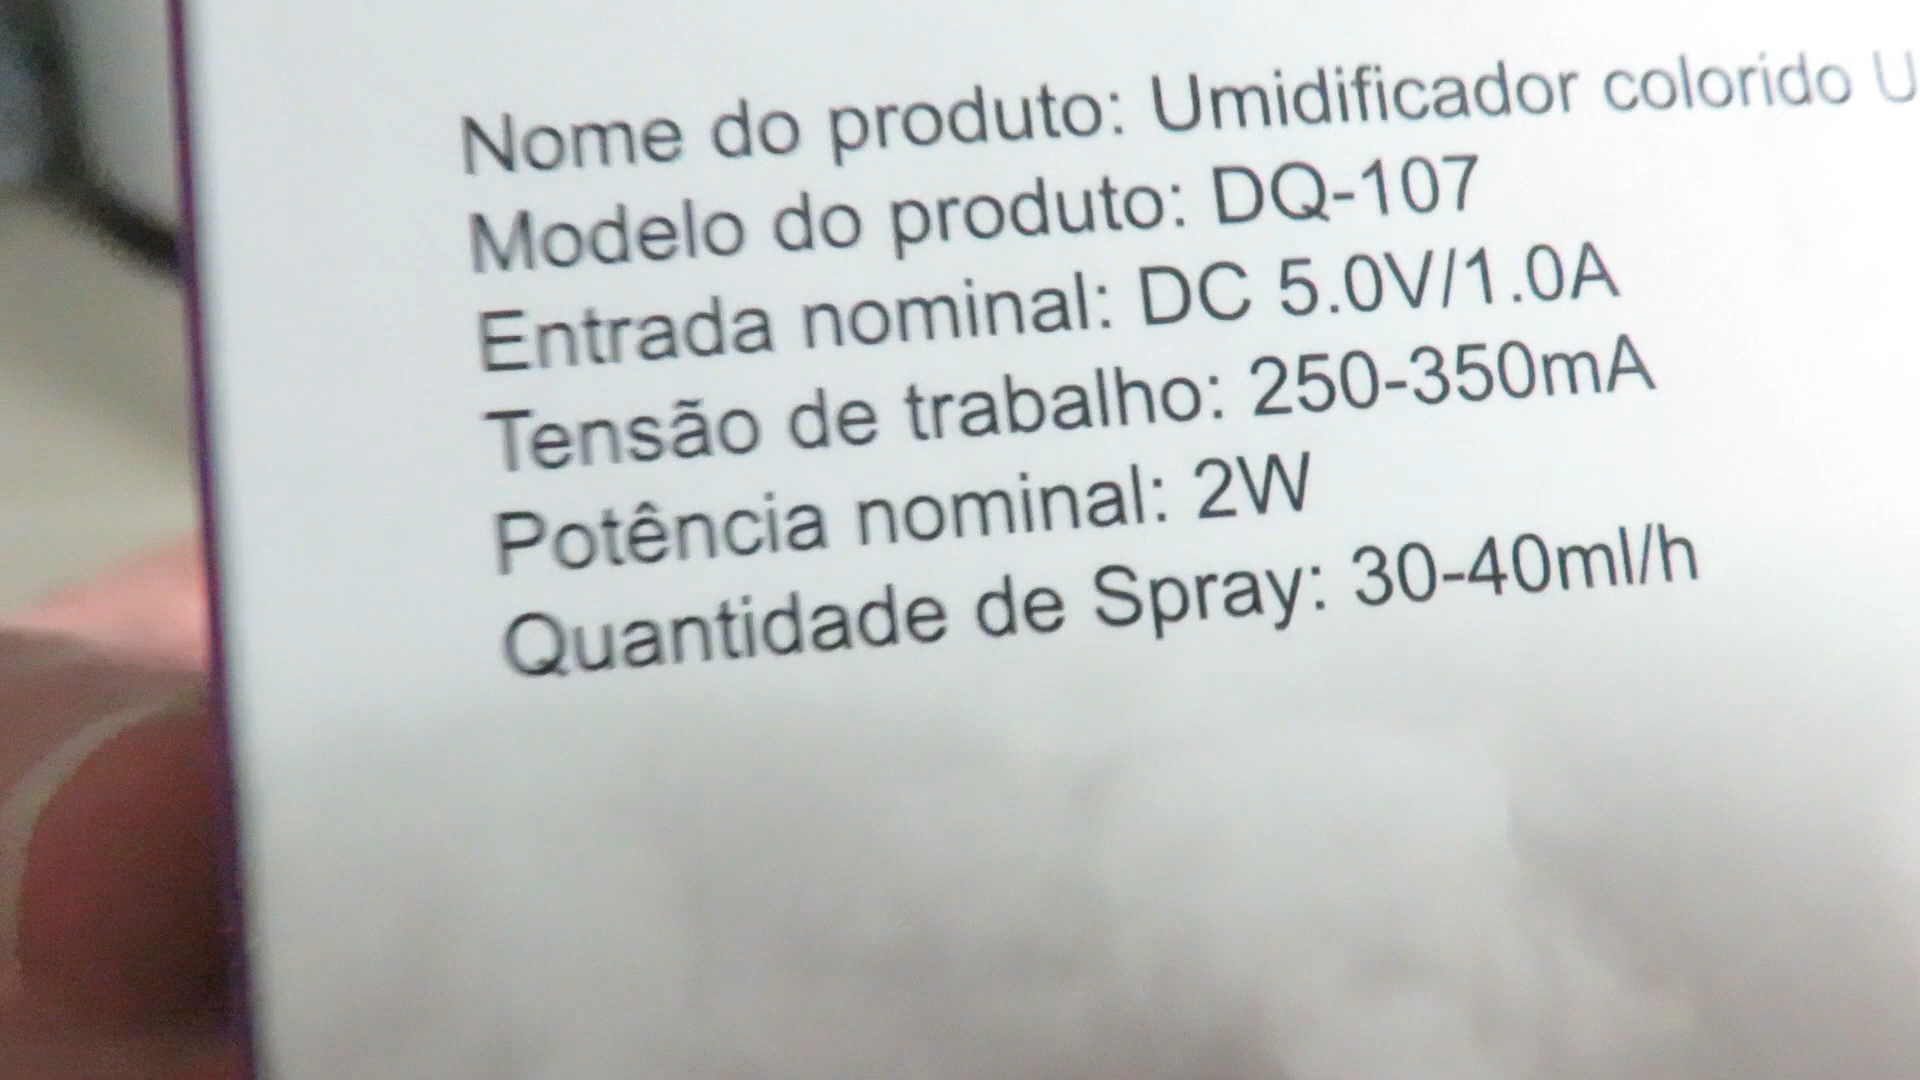 Nome do produto: Umidificador colorido
Modelo do produto: DQ-107
Entrada nominal: DC 5.0V/1.0A
Tensão de trabalho: 250-350mA
Potência nominal: 2W
Quantidade de Spray: 30-40ml/h